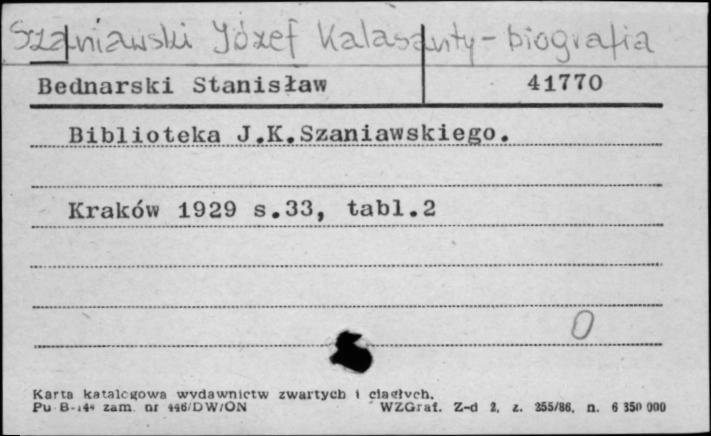 Szaniawski Józef Kalasanty - biografia
Bednarski Stanisław 41770
Biblioteka J.K.Szaniawskiego.
Kraków 1929 s.33, tabl.2
0
Karta katalogowa wydawnictw zwartych i ciągłych.
Pu-B-144 zam. nr 446/DW/ON WZGraf. Z-d 2, z. 355/86, n. 6 350 000